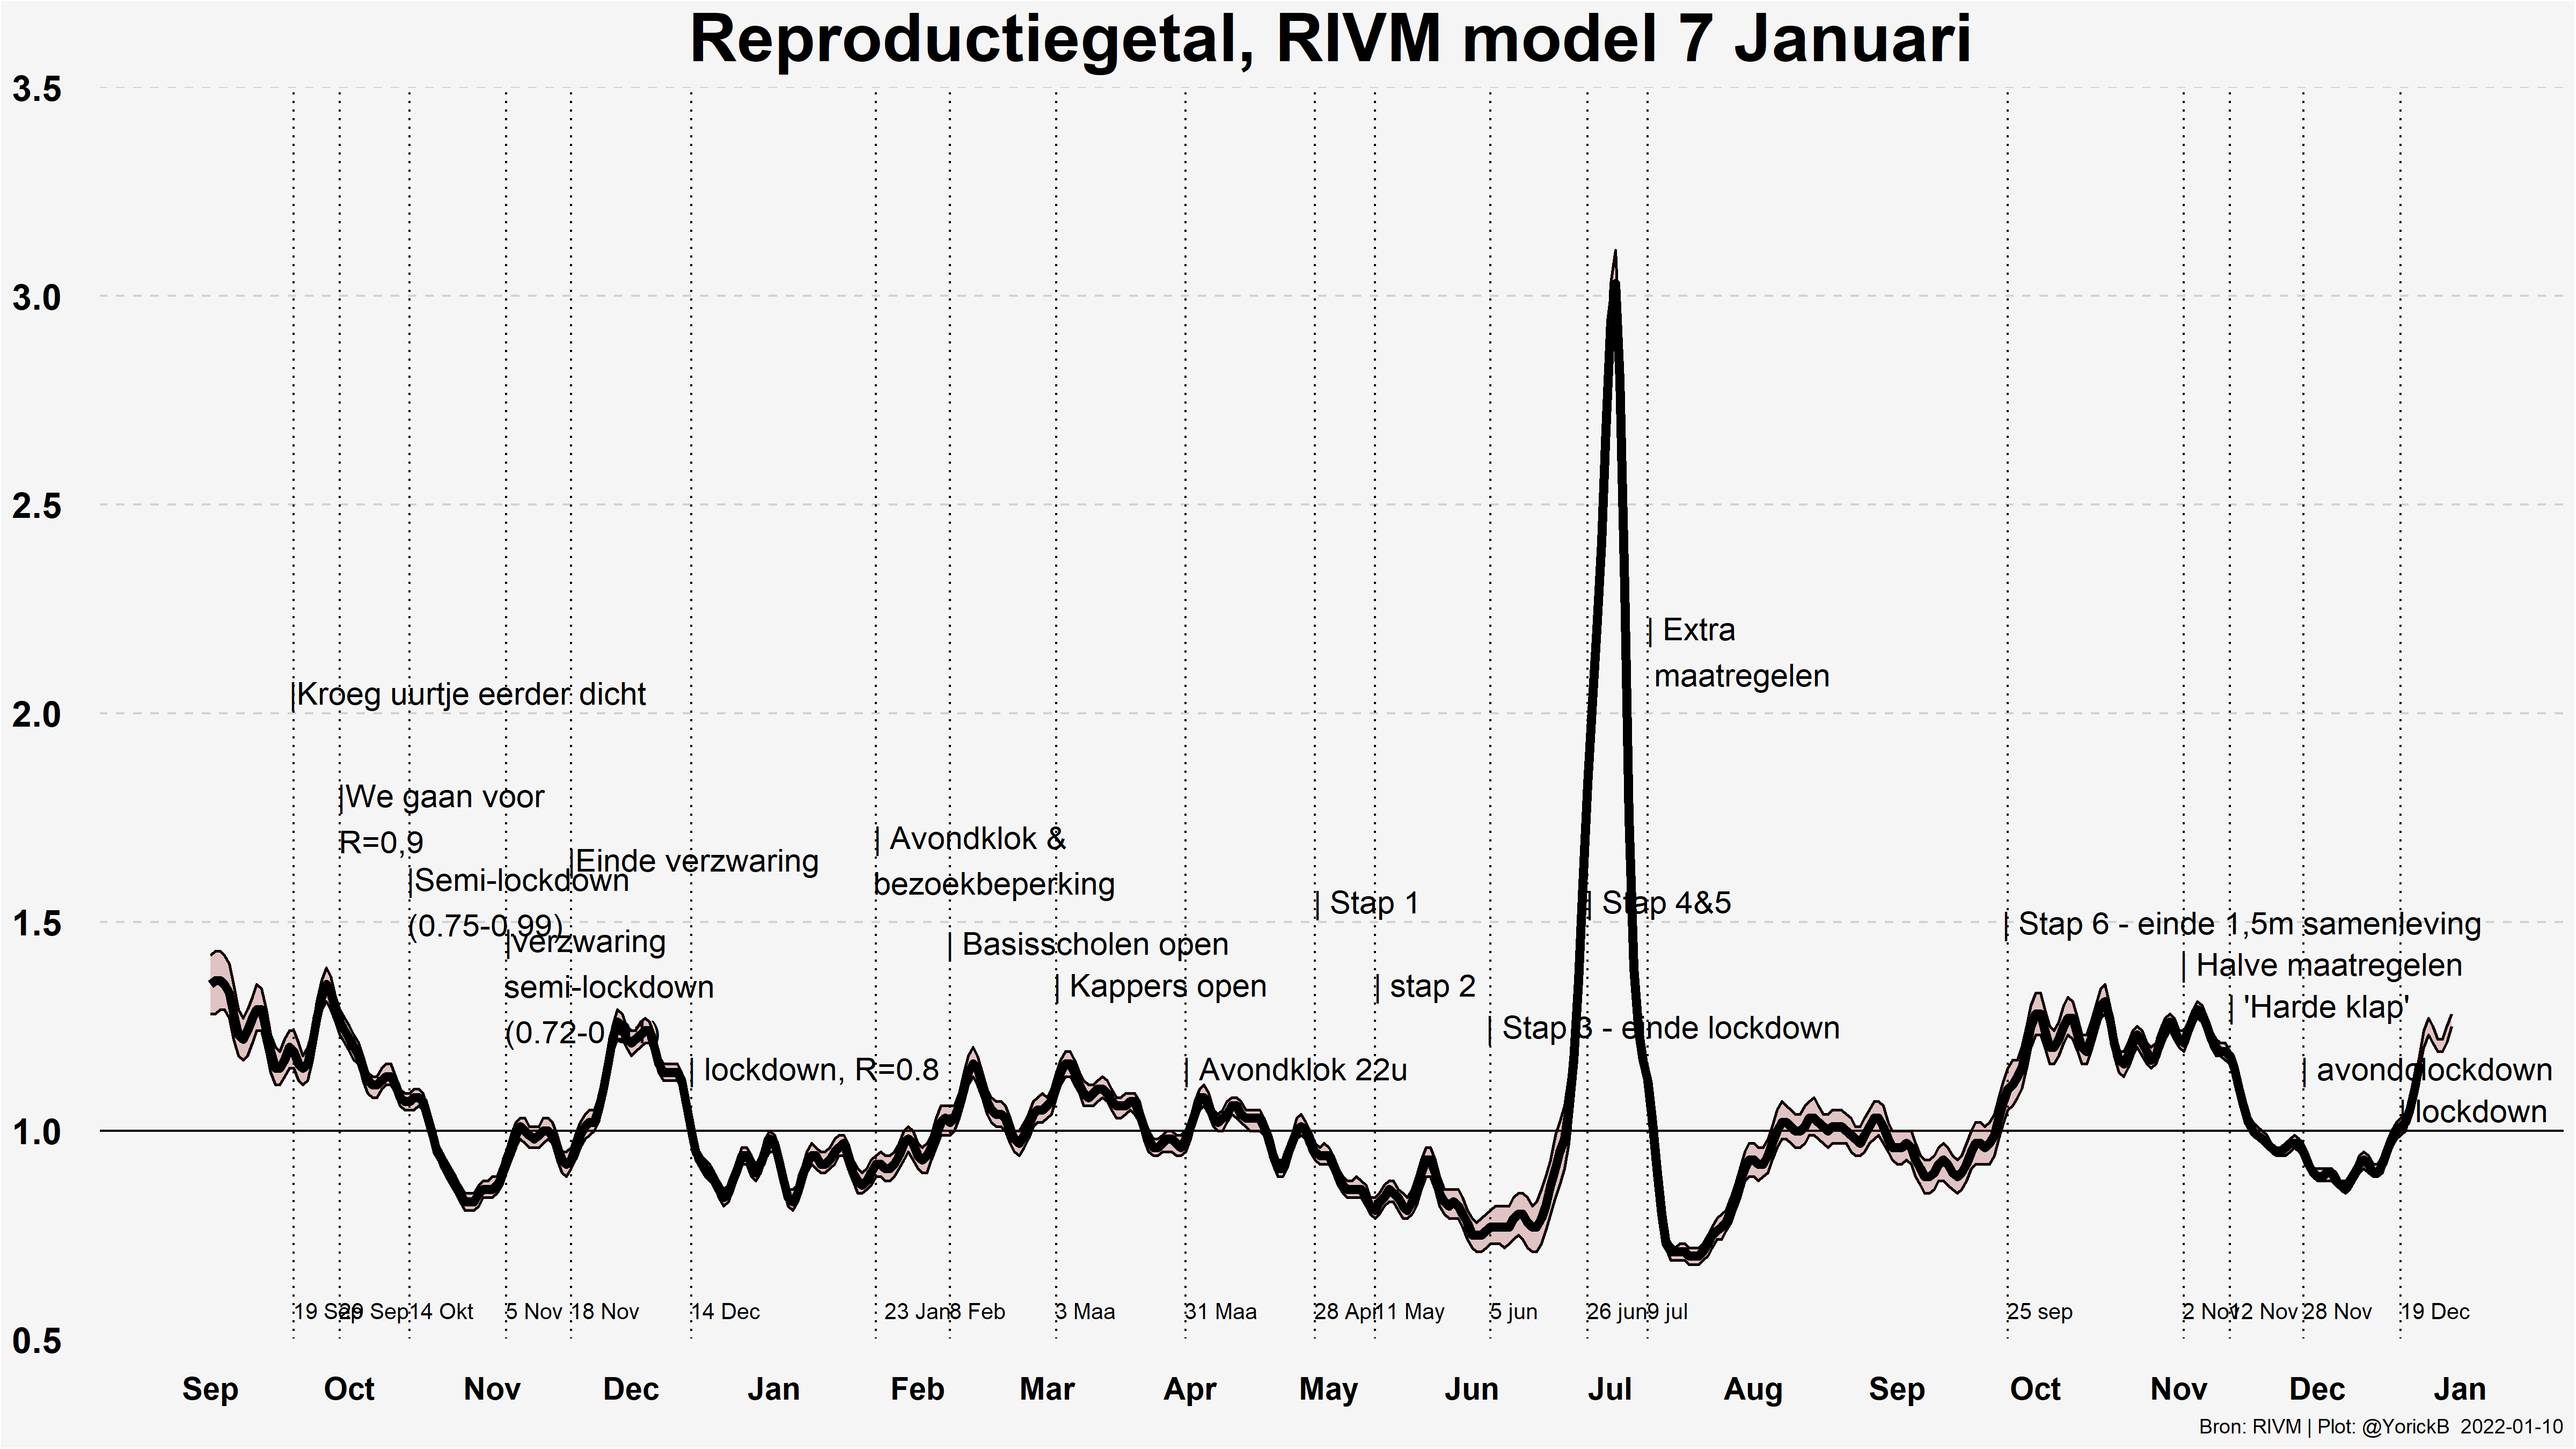 Reproductiegetal, RIVM model 7 Januari
3.5
3.0
2.5
2.0
1.5
1.0
0.5
|Kroeg uurtje eerder dicht
|We gaan voor
R=0,9
|Semi-lockdown
(0.75-0.99)
|verzwaring
semi-lockdown
(0.72-0
|Einde verzwaring
| lockdown, R=0.8
| Avondklok &
bezoekbeperking
| Basisscholen open
| Kappers open
| Avondklok 22u
| Stap 1
| stap 2
| Stap 3 - einde lockdown
| Stap 4&5
| Extra
maatregelen
| Stap 6 - einde 1,5m samenleving
| Halve maatregelen
| 'Harde klap'
| avondclockdown
| lockdown
19 Sep
29 Sep
14 Okt
5 Nov
18 Nov
14 Dec
23 Jan
8 Feb
3 Maa
31 Maa
28 Apr
11 May
5 jun
26 jun
9 jul
25 sep
2 Nov
12 Nov
28 Nov
19 Dec
Sep Oct Nov Dec Jan Feb Mar Apr May Jun Jul Aug Sep Oct Nov Dec Jan
Bron: RIVM | Plot: @YorickB 2022-01-10